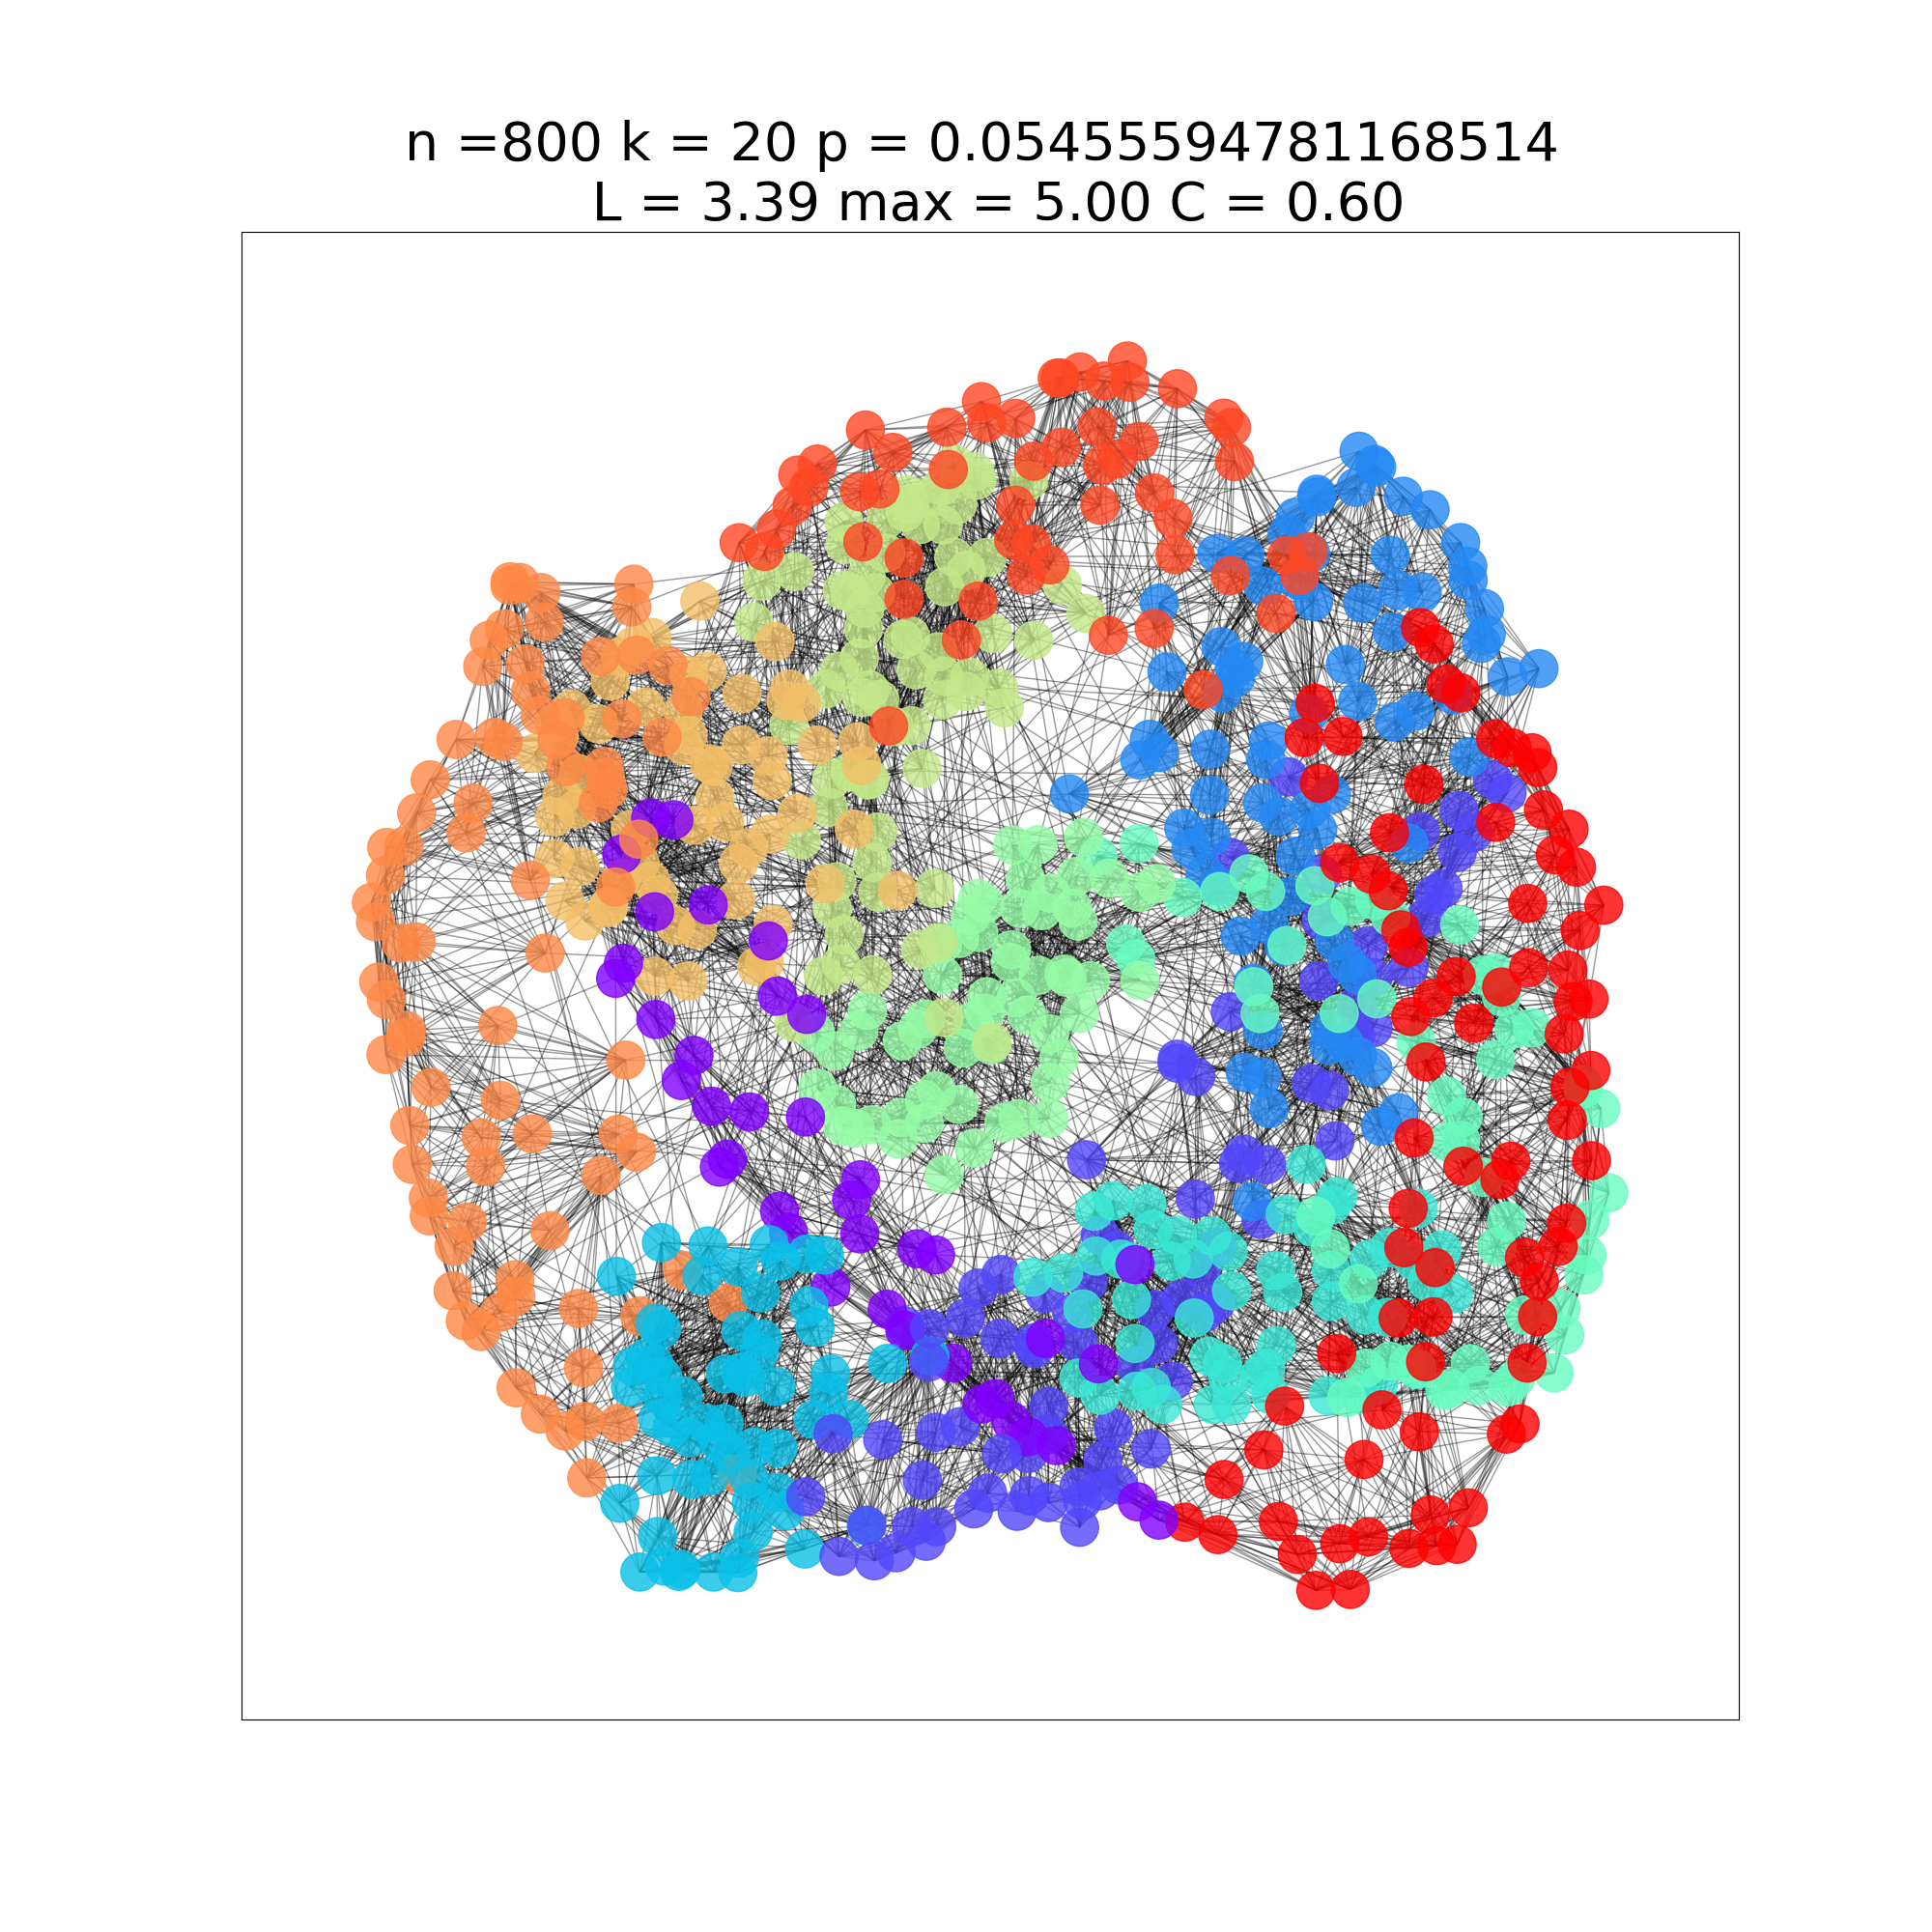 n =800 k = 20 p = 0.05455594781168514
L = 3.39 max = 5.00 C = 0.60